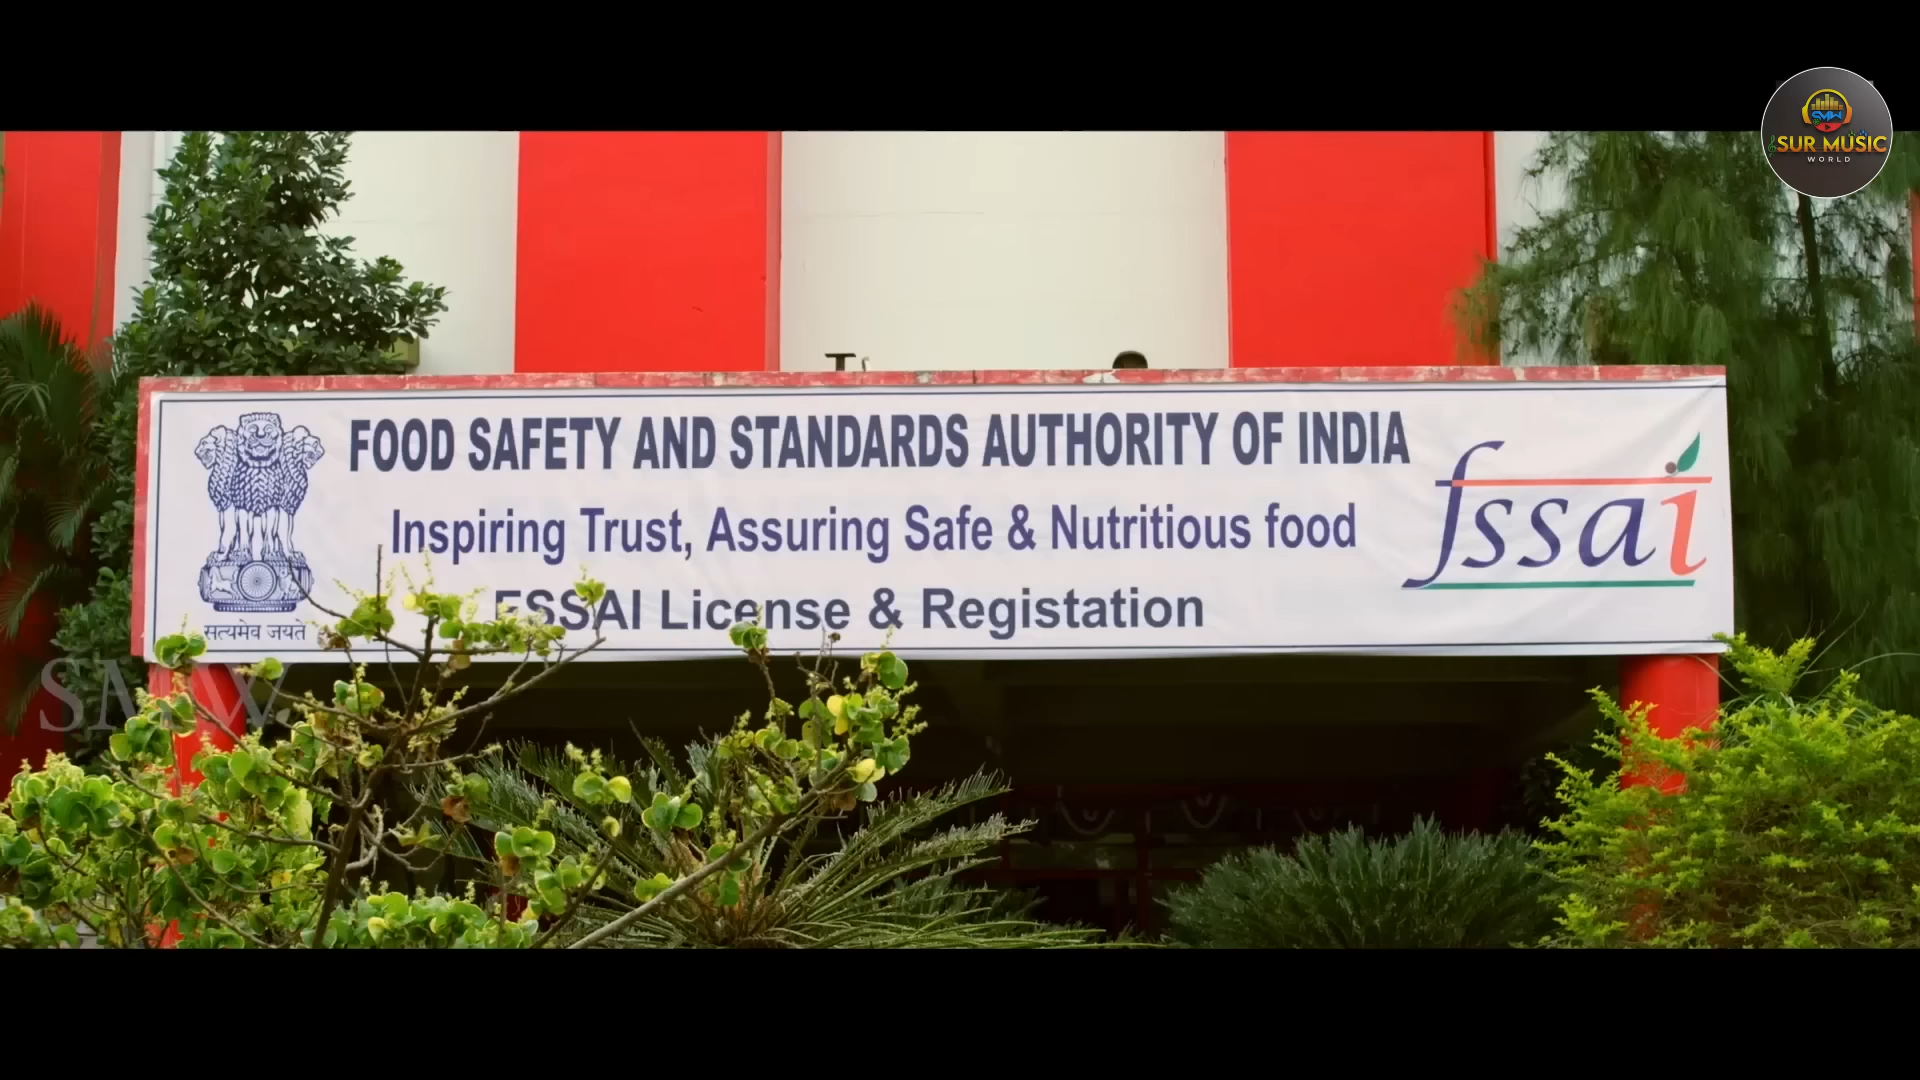 SUR MUSIC
WORLD
FOOD SAFETY AND STANDARDS AUTHORITY OF INDIA
Inspiring Trust, Assuring Safe & Nutritious food
fssai
FSSAI License & Registation
सत्यमेव जयते
SMW